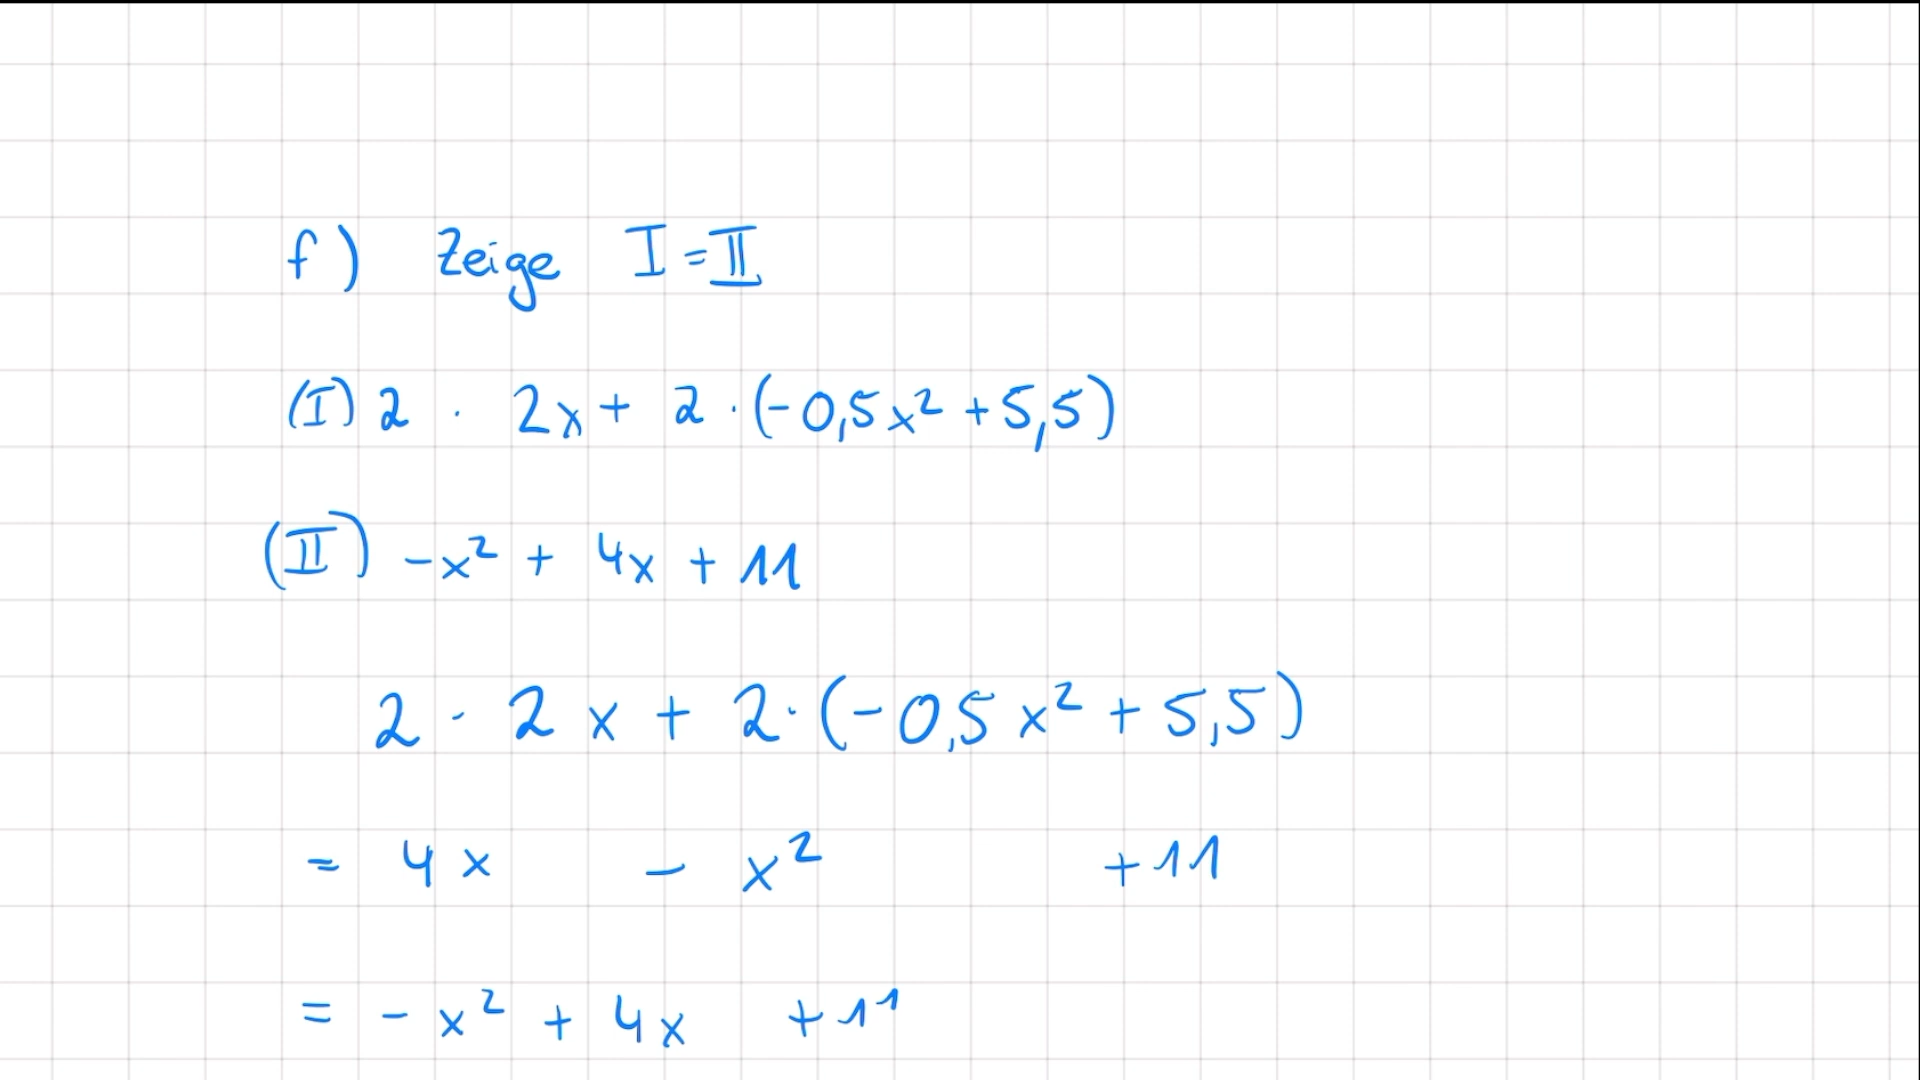 f) Zeige I = II
(I) 2 · 2x + 2 · (-0,5x² + 5,5)
(II) -x² + 4x + 11
2 · 2x + 2 · (-0,5x² + 5,5)
= 4x - x² + 11
= -x² + 4x + 11